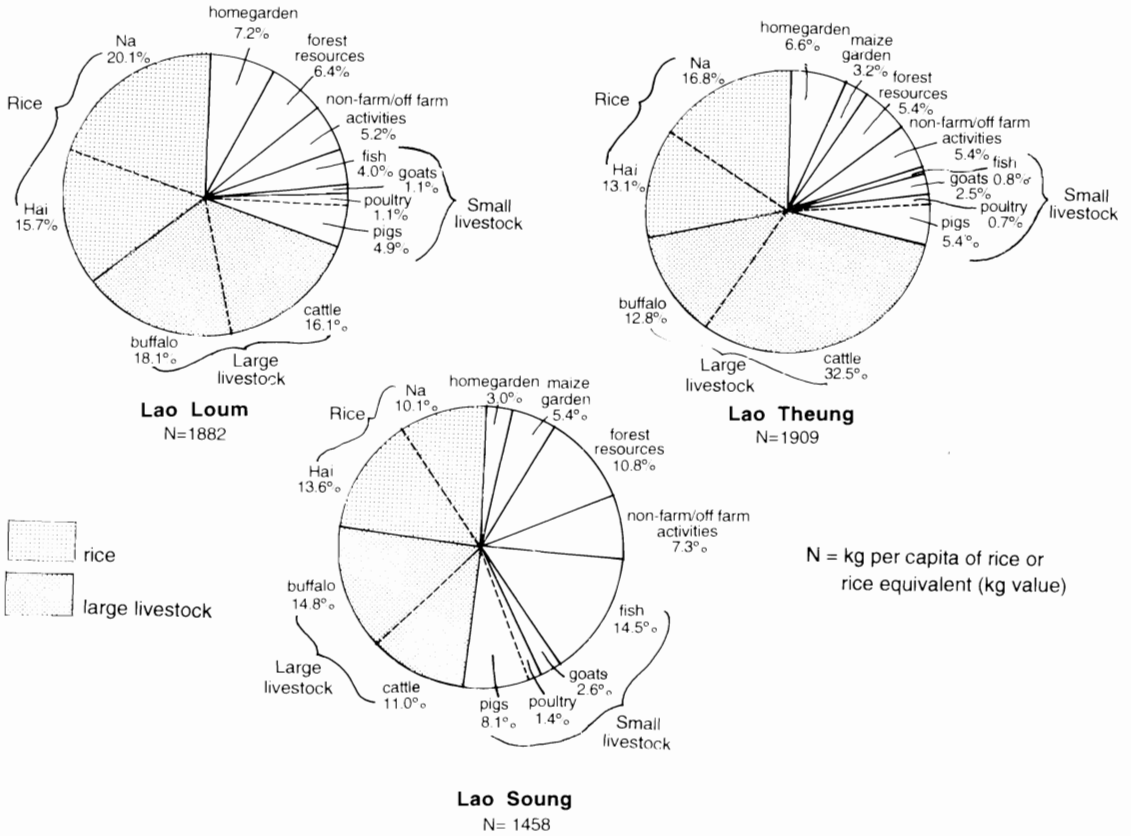 homegarden
7.2%
forest
resources
6.4%
non-farm/off farm
activities
5.2%
fish
4.0%
goats
1.1%
poultry
1.1%
pigs
4.9%
Small
livestock
cattle
16.1%
Large
livestock
buffalo
18.1%
Hai
15.7%
Rice
Na
20.1%
Lao Loum
N=1882
homegarden
6.6%
maize
garden
3.2%
forest
resources
5.4%
non-farm/off farm
activities
5.4%
fish
0.8%
goats
2.5%
poultry
0.7%
pigs
5.4%
Small
livestock
cattle
32.5%
Large
livestock
buffalo
12.8%
Hai
13.1%
Rice
Na
16.8%
Lao Theung
N=1909
homegarden
3.0%
maize
garden
5.4%
forest
resources
10.8%
non-farm/off farm
activities
7.3%
fish
14.5%
goats
2.6%
poultry
1.4%
pigs
8.1%
Small
livestock
cattle
11.0%
Large
livestock
buffalo
14.8%
Hai
13.6%
Rice
Na
10.1%
Lao Soung
N= 1458
rice
large livestock
N = kg per capita of rice or
rice equivalent (kg value)